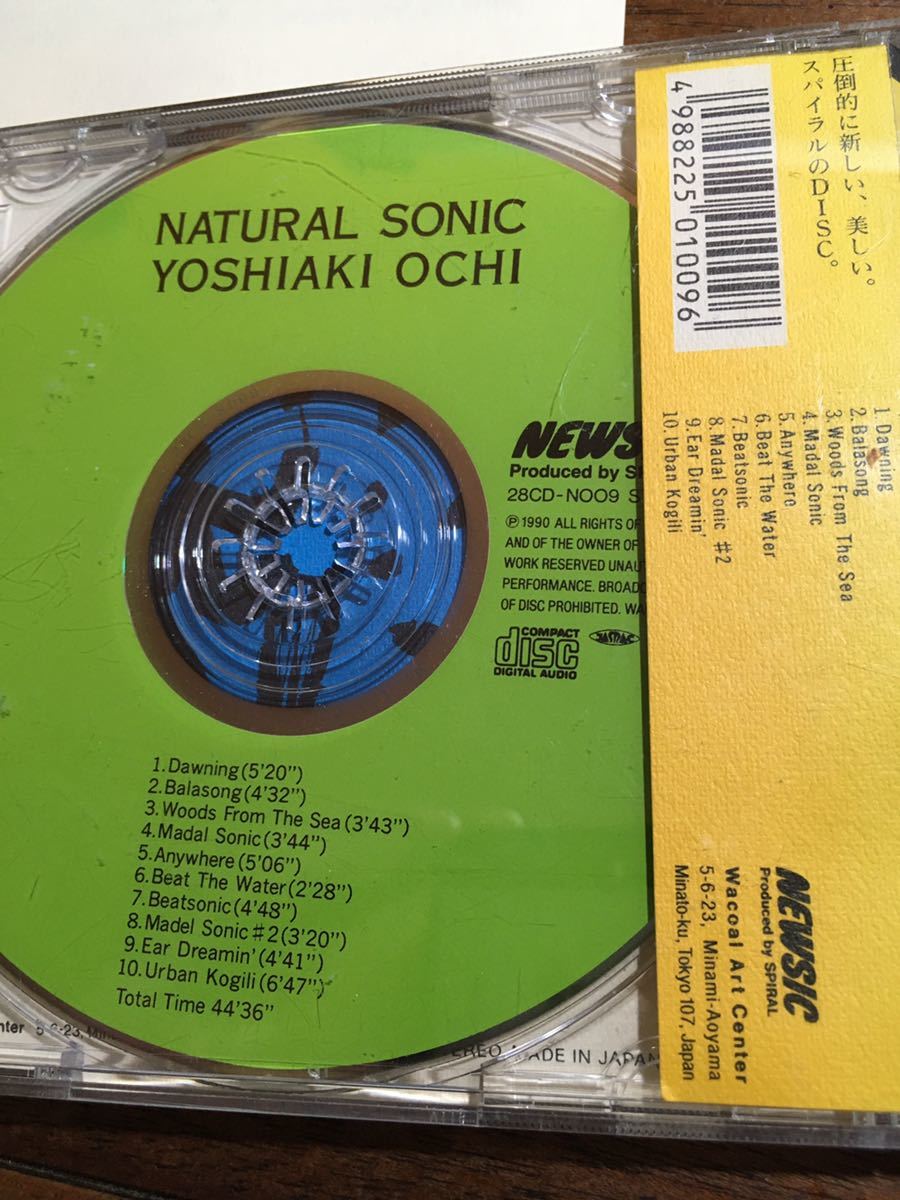 NATURAL SONIC
YOSHIAKI OCHI
NEWS
Produced by
28CD-N009
℗1990 ALL RIGHTS OF
AND OF THE OWNER OF
WORK RESERVED
PERFORMANCE.
OF DISC PROHIBITED.
COMPACT
disc
DIGITAL AUDIO
JASRAC
1.Dawning(5'20")
2.Balasong(4'32")
3.Woods From The Sea(3'43")
4.Madal Sonic(3'44")
5.Anywhere(5'06")
6.Beat The Water(2'28")
7.Beatsonic(4'48")
8.Madel Sonic♯2(3'20")
9.Ear Dreamin'(4'41")
10.Urban Kogili(6'47")
Total Time 44'36"
5-6-23,
MADE IN JAPAN
圧倒的に新しい、美しい。
スパイラルのDISC。
4988225010096
1.Dawning
2.Balasong
3.Woods From The Sea
4.Madal Sonic
5.Anywhere
6.Beat The Water
7.Beatsonic
8.Madal Sonic ♯2
9.Ear Dreamin'
10.Urban Kogili
NEWSIC
Produced by SPIRAL
Wacoal Art Center
5-6-23, Minami-Aoyama
Minato-ku, Tokyo 107, Japan